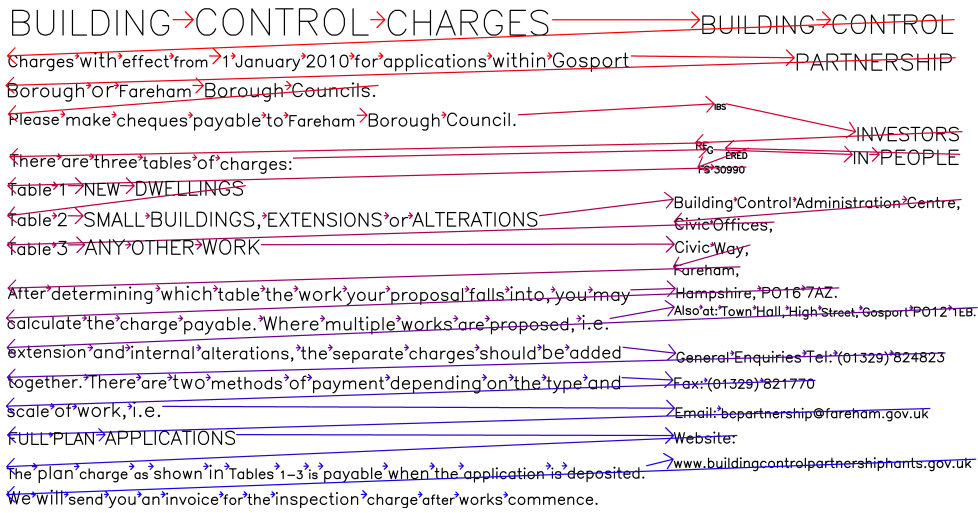 BUILDING CONTROL CHARGES BUILDING CONTROL
Charges with effect from 1 January 2010 for applications within Gosport PARTNERSHIP
Borough or Fareham Borough Councils.
Please make cheques payable to Fareham Borough Council. IBS
INVESTORS
There are three tables of charges: REG ERED IN PEOPLE
FS 30990
Table 1 NEW DWELLINGS
Table 2 SMALL BUILDINGS, EXTENSIONS or ALTERATIONS Building Control Administration Centre,
Civic Offices,
Table 3 ANY OTHER WORK Civic Way,
Fareham,
After determining which table the work your proposal falls into, you may Hampshire, PO16 7AZ.
calculate the charge payable. Where multiple works are proposed, i.e. Also at: Town Hall, High Street, Gosport PO12 1EB.
extension and internal alterations, the separate charges should be added General Enquiries Tel: (01329) 824823
together. There are two methods of payment depending on the type and Fax: (01329) 821770
scale of work, i.e. Email: bcpartnership@fareham.gov.uk
FULL PLAN APPLICATIONS Website:
The plan charge as shown in Tables 1-3 is payable when the application is deposited. www.buildingcontrolpartnershiphants.gov.uk
We will send you an invoice for the inspection charge after works commence.